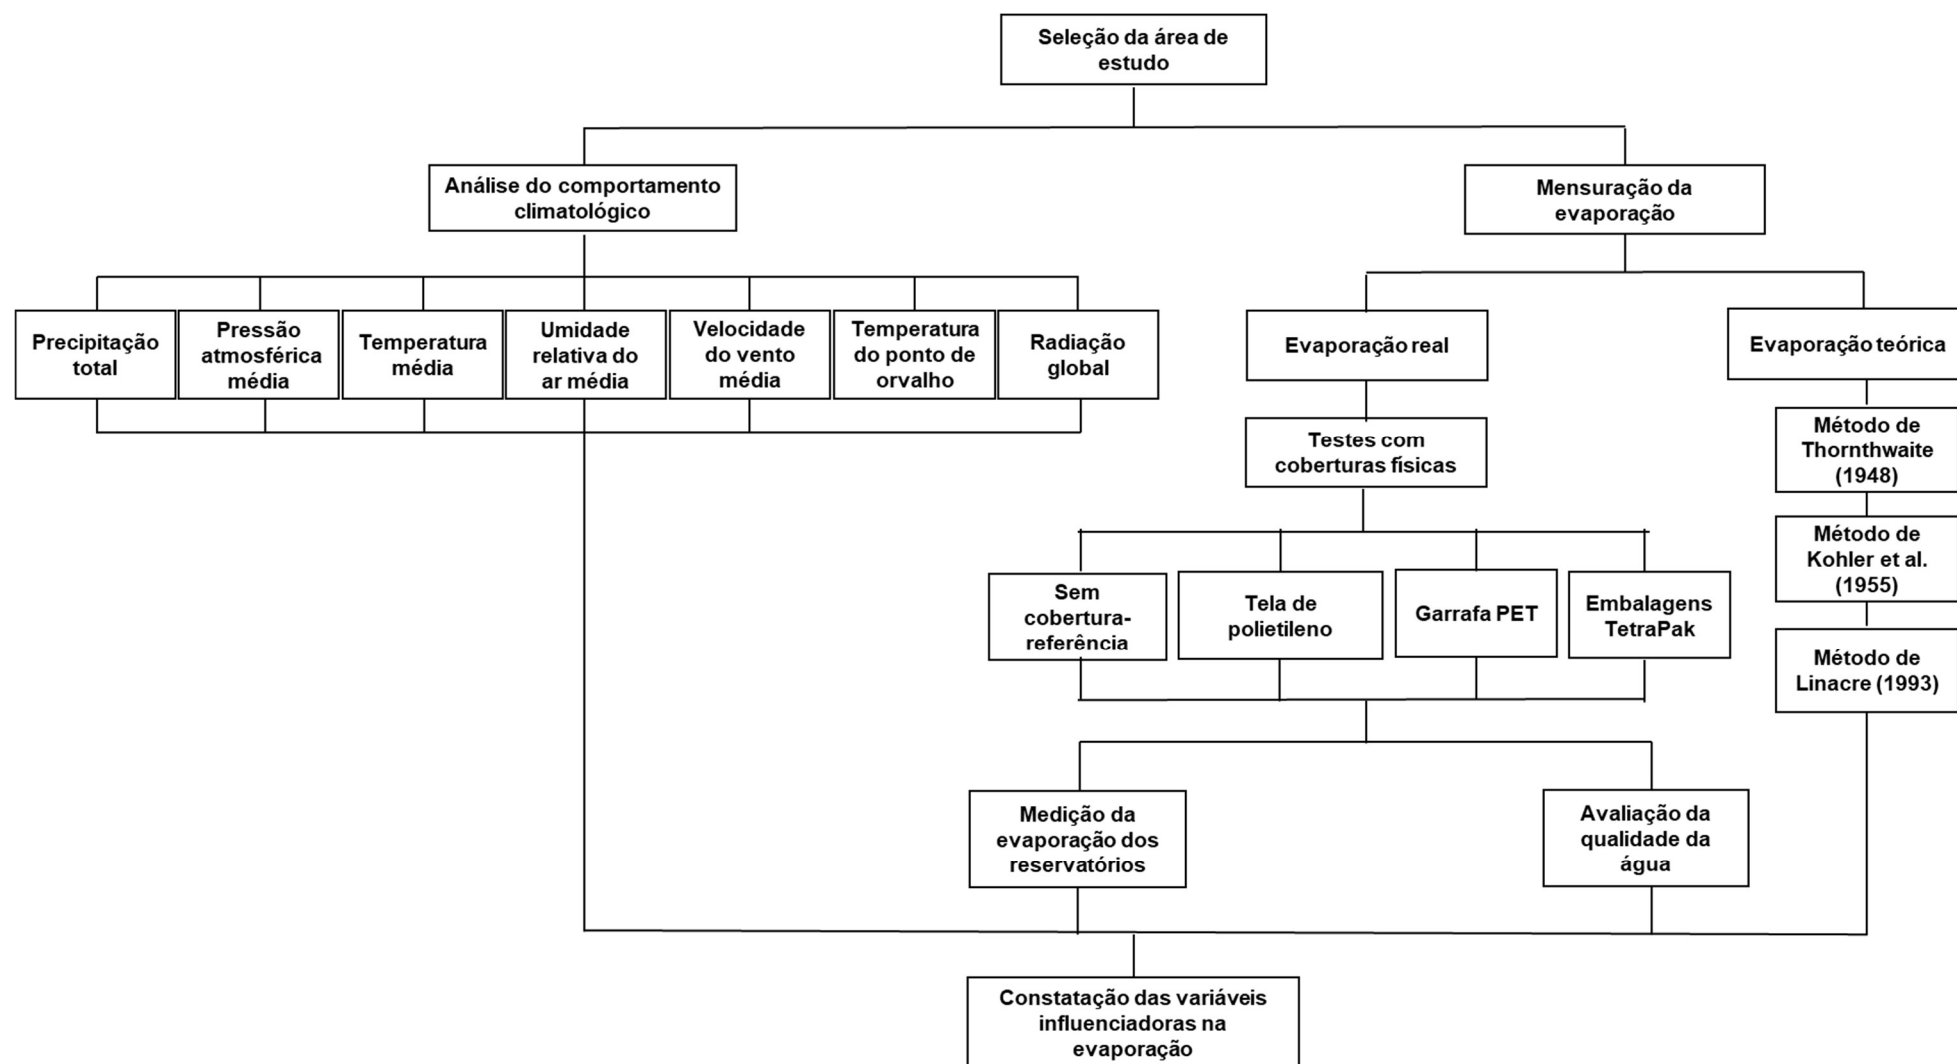 Seleção da área de
estudo
Análise do comportamento
climatológico
Mensuração da
evaporação
Precipitação
total
Pressão
atmosférica
média
Temperatura
média
Umidade
relativa do
ar média
Velocidade
do vento
média
Temperatura
do ponto de
orvalho
Radiação
global
Evaporação real
Evaporação teórica
Testes com
coberturas físicas
Método de
Thornthwaite
(1948)
Método de
Kohler et al.
(1955)
Método de
Linacre (1993)
Sem
cobertura-
referência
Tela de
polietileno
Garrafa PET
Embalagens
TetraPak
Medição da
evaporação dos
reservatórios
Avaliação da
qualidade da
água
Constatação das variáveis
influenciadoras na
evaporação